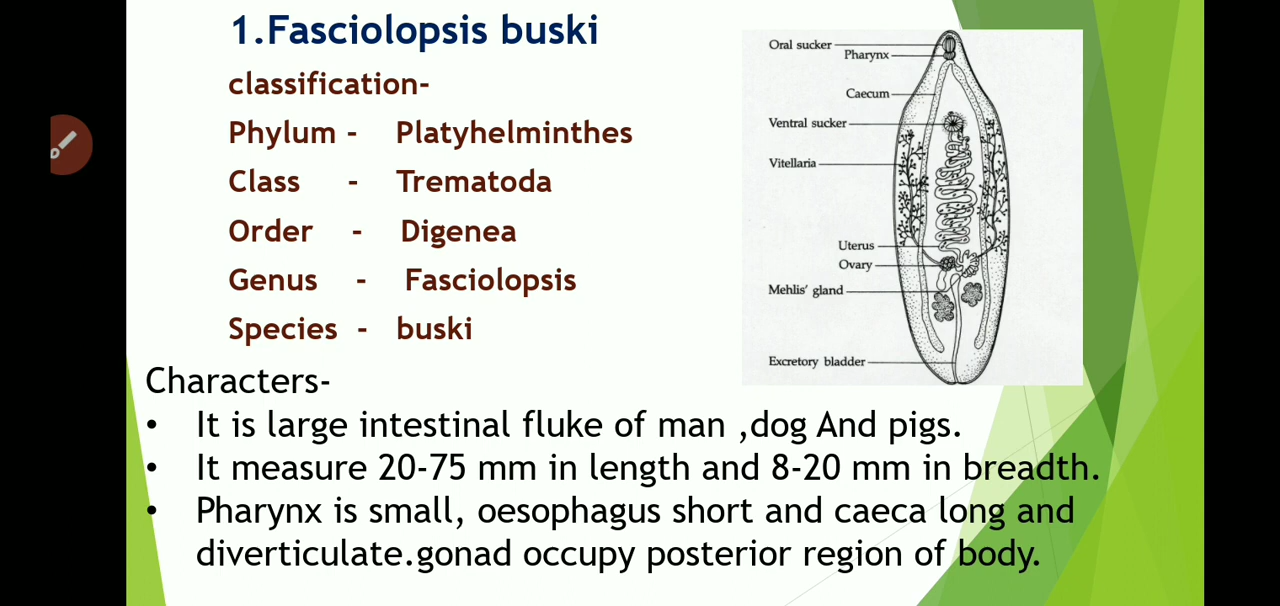 1.Fasciolopsis buski
classification-
Phylum - Platyhelminthes
Class - Trematoda
Order - Digenea
Genus - Fasciolopsis
Species - buski
Oral sucker
Pharynx
Caecum
Ventral sucker
Vitellaria
Uterus
Ovary
Mehlis' gland
Excretory bladder
Characters-
• It is large intestinal fluke of man ,dog And pigs.
• It measure 20-75 mm in length and 8-20 mm in breadth.
• Pharynx is small, oesophagus short and caeca long and
diverticulate.gonad occupy posterior region of body.